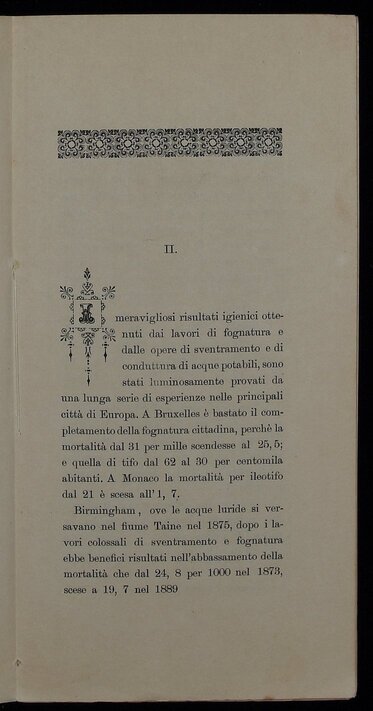 II.
I
meravigliosi risultati igienici otte-
nuti dai lavori di fognatura e
dalle opere di sventramento e di
conduttura di acque potabili, sono
stati luminosamente provati da
una lunga serie di esperienze nelle principali
città di Europa. A Bruxelles è bastato il com-
pletamento della fognatura cittadina, perchè la
mortalità dal 31 per mille scendesse al 25,5;
e quella di tifo dal 62 al 30 per centomila
abitanti. A Monaco la mortalità per ileotifo
dal 21 è scesa all' 1, 7.
Birmingham, ove le acque luride si ver-
savano nel fiume Taine nel 1875, dopo i la-
vori colossali di sventramento e fognatura
ebbe benefici risultati nell'abbassamento della
mortalità che dal 24, 8 per 1000 nel 1873,
scese a 19, 7 nel 1889